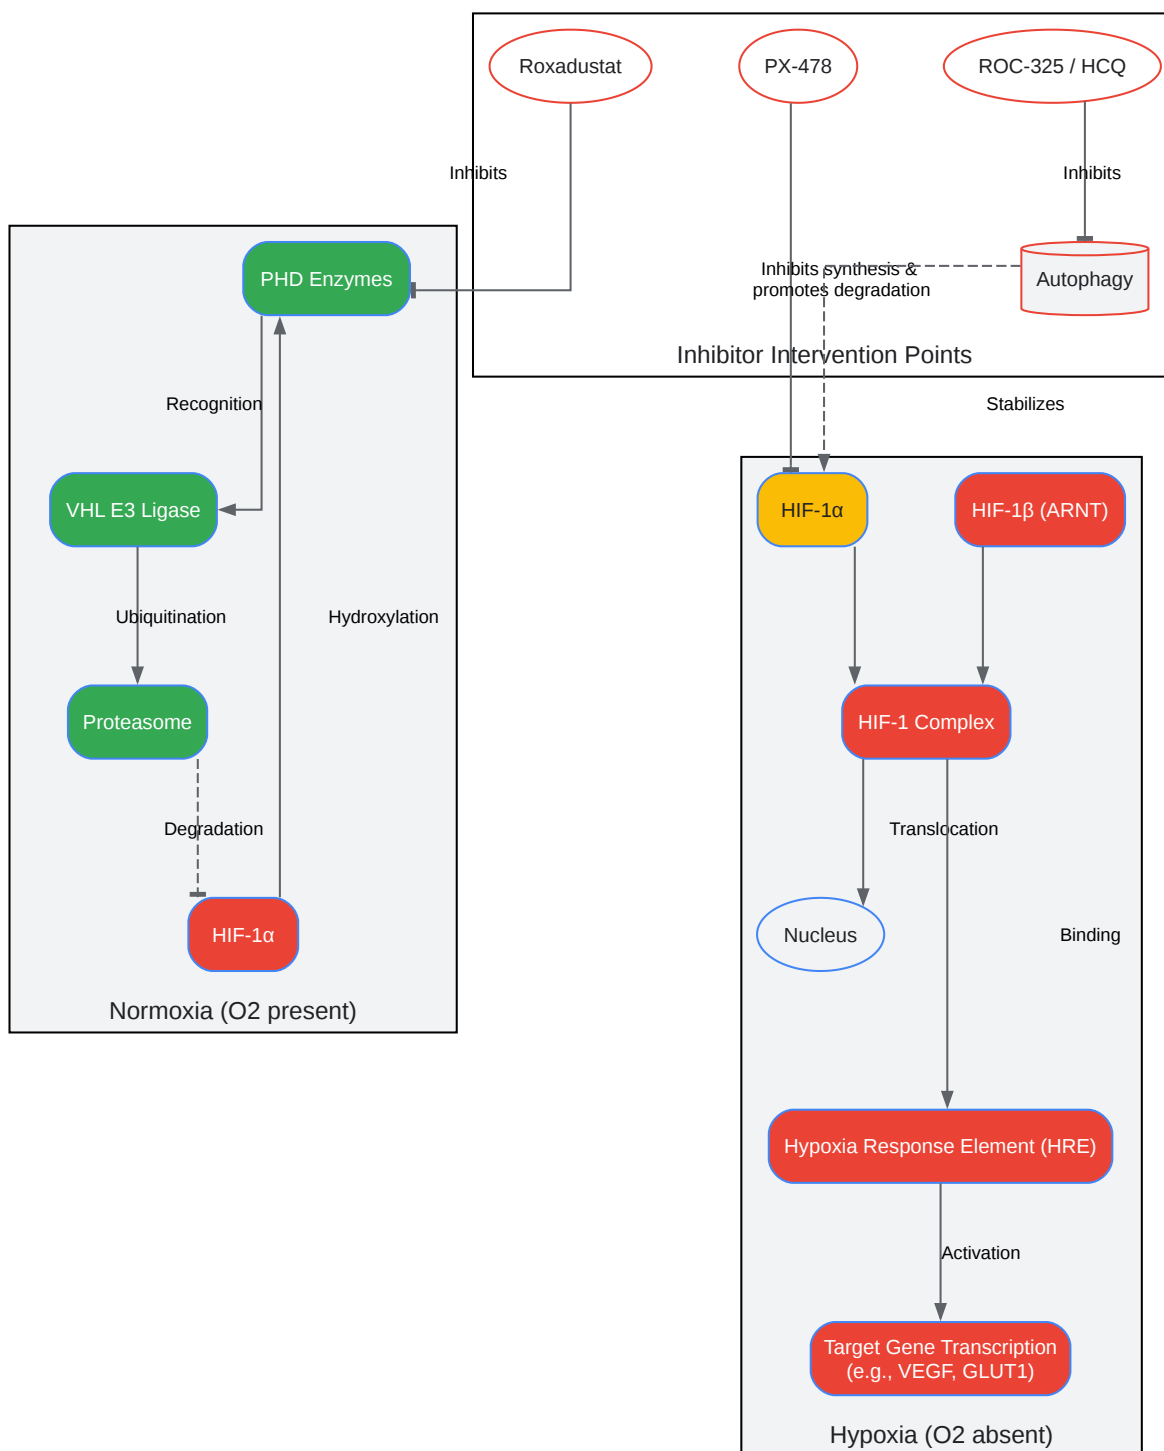 Roxadustat
PX-478
ROC-325 / HCQ
Inhibits
Inhibits
PHD Enzymes
Inhibits synthesis &
promotes degradation
Autophagy
Inhibitor Intervention Points
Recognition
Stabilizes
VHL E3 Ligase
HIF-1α
HIF-1β (ARNT)
Ubiquitination
Hydroxylation
Proteasome
HIF-1 Complex
Degradation
Translocation
HIF-1α
Nucleus
Binding
Normoxia (O2 present)
Hypoxia Response Element (HRE)
Activation
Target Gene Transcription
(e.g., VEGF, GLUT1)
Hypoxia (O2 absent)